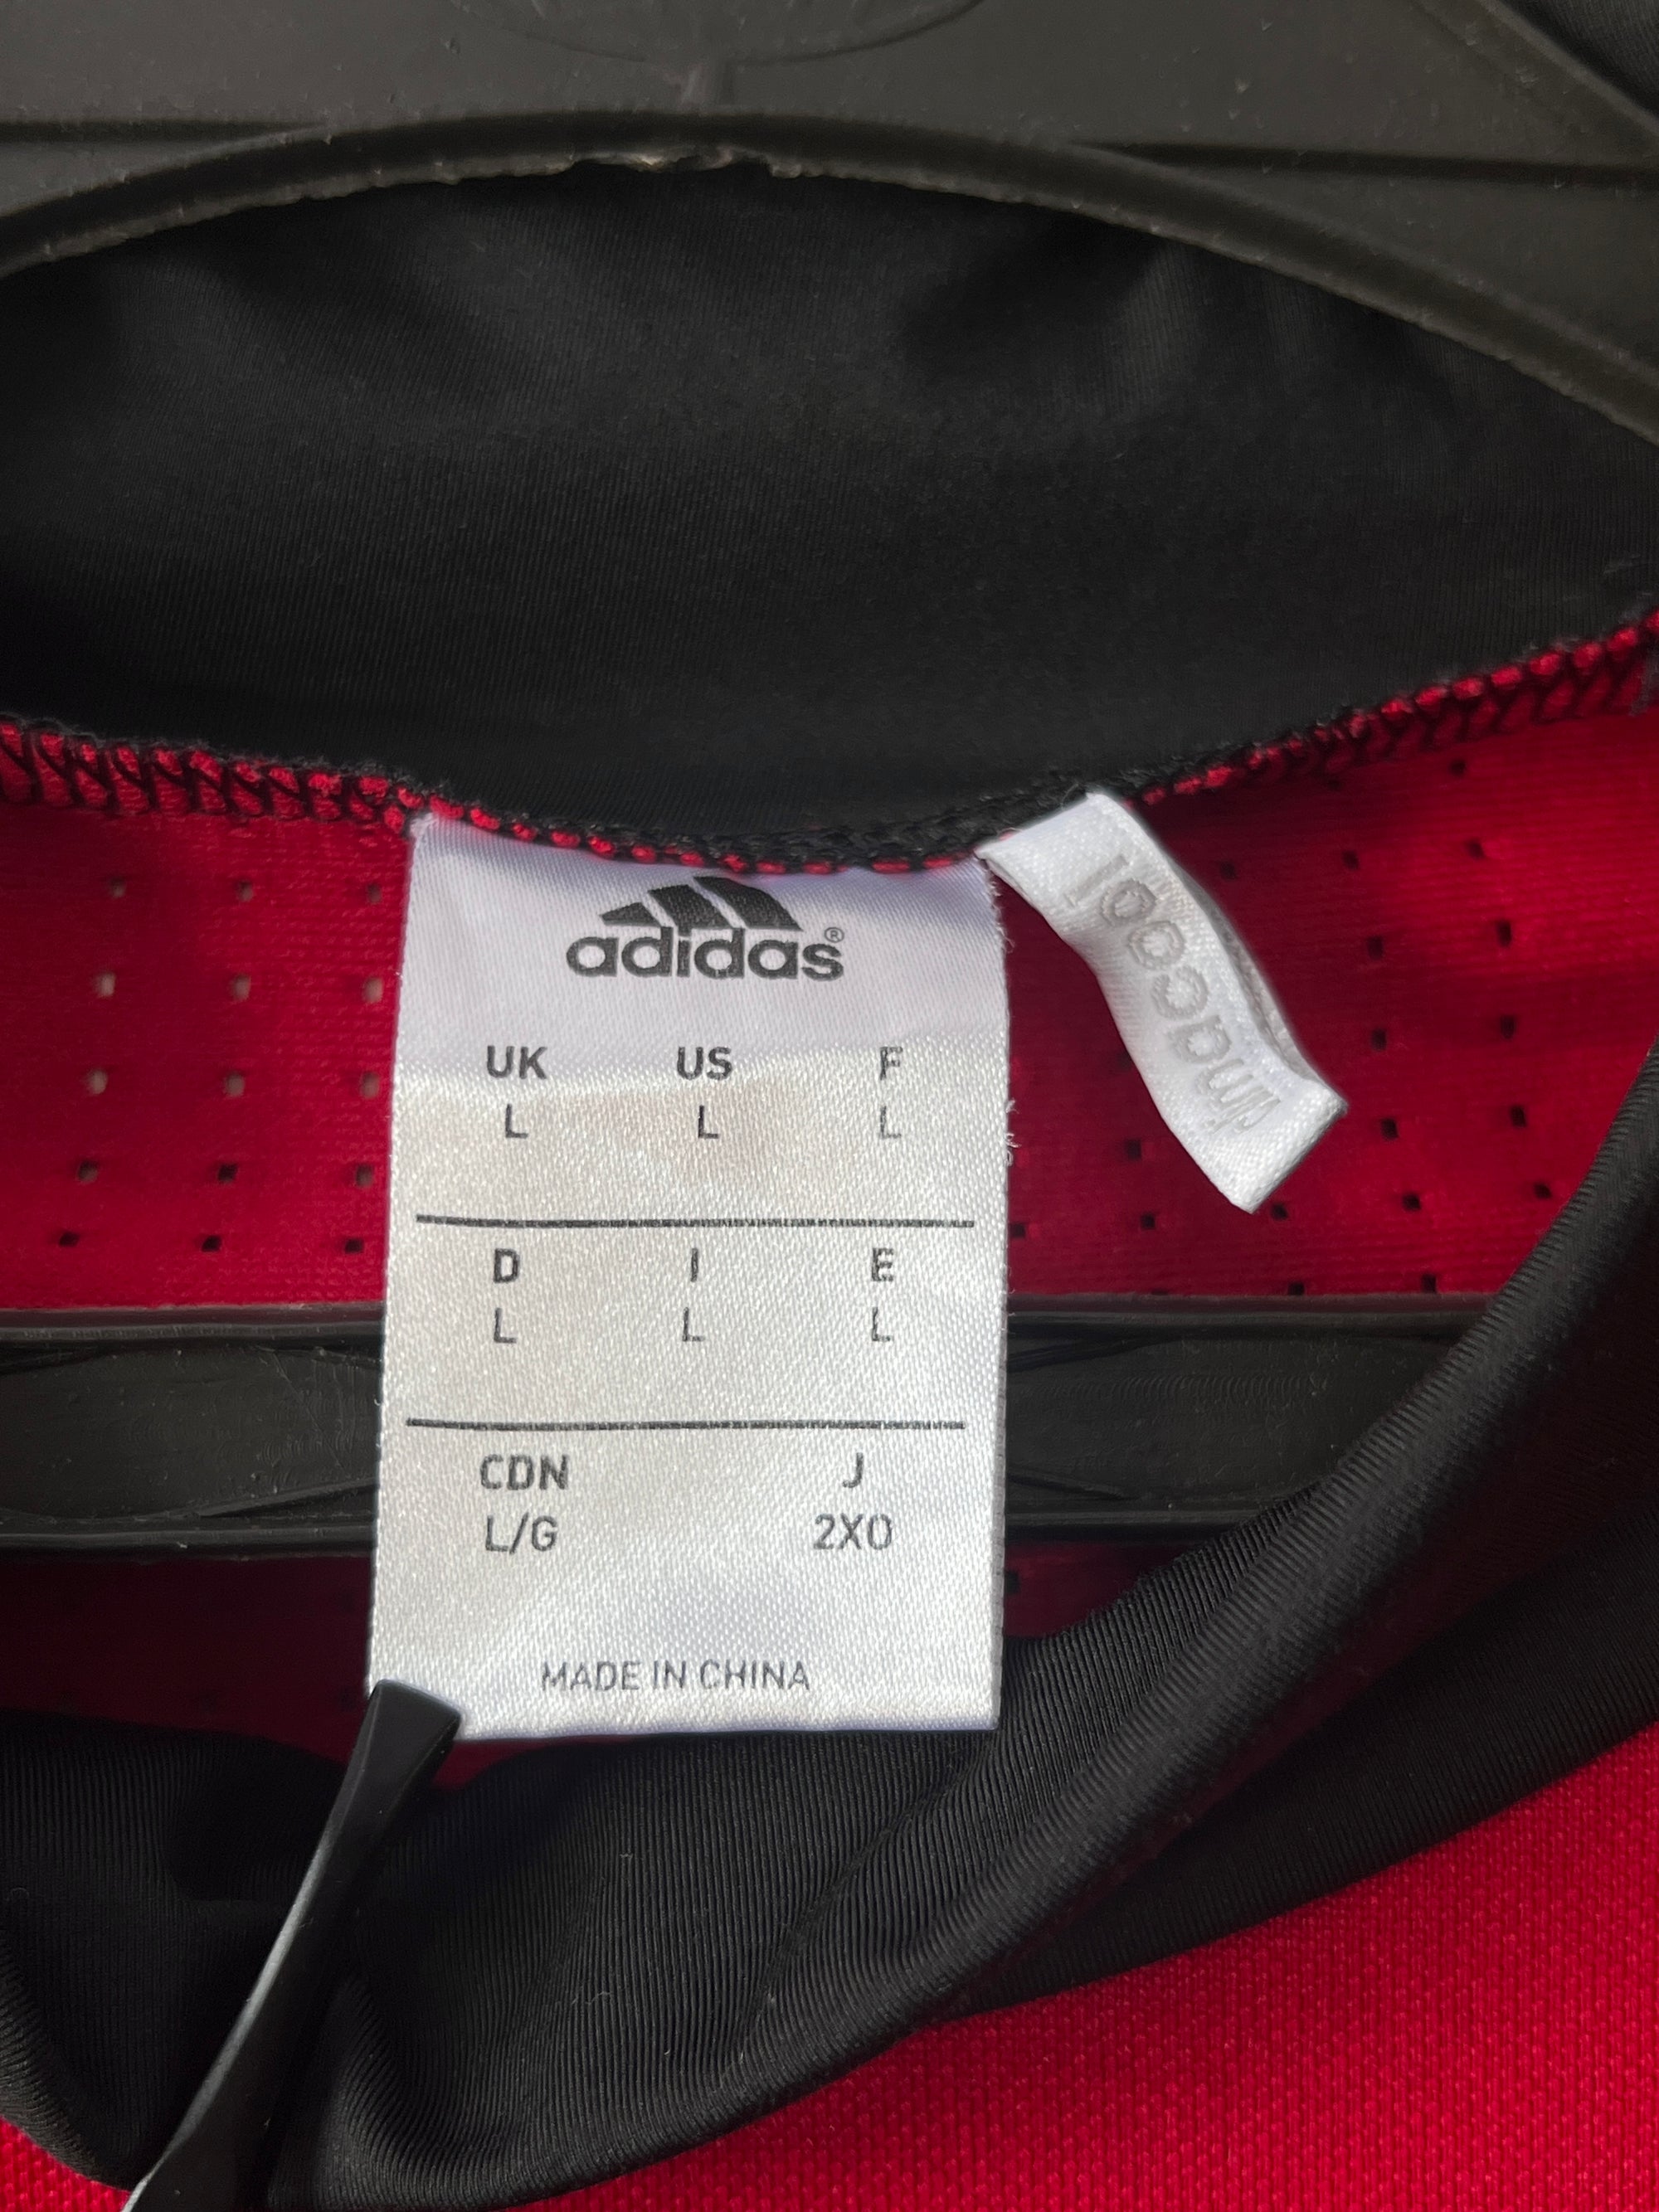 adidas®
UK US F
L L L
D I E
L L L
CDN J
L/G 2XO
MADE IN CHINA
climacool